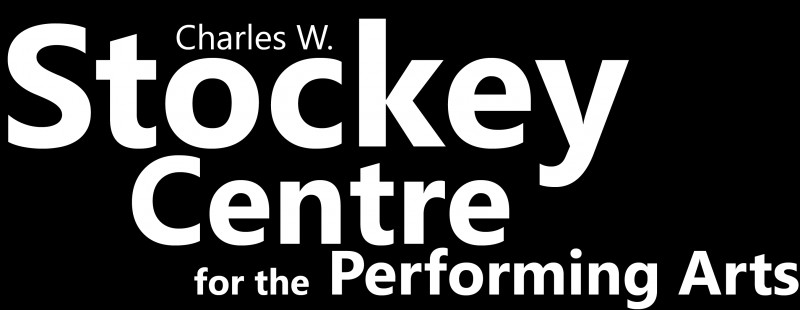 Charles W.
Stockey
Centre
for the Performing Arts